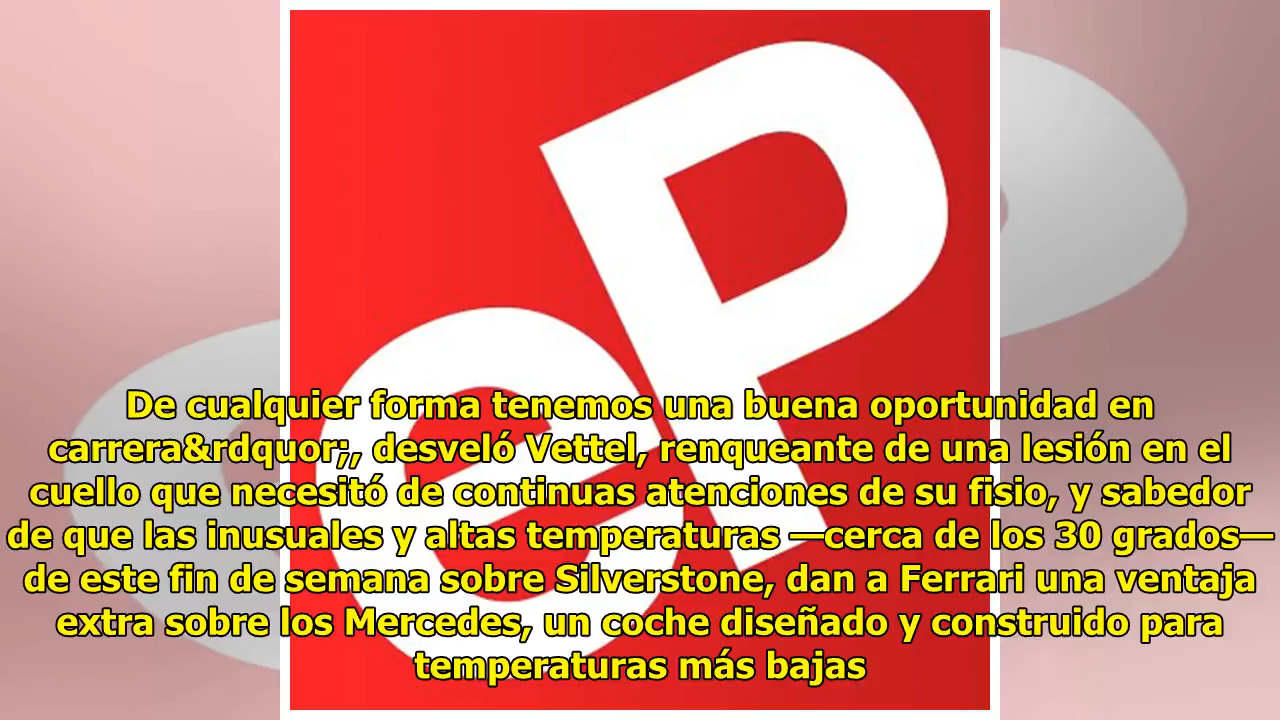 eP
De cualquier forma tenemos una buena oportunidad en
carrera&rdquor;, desveló Vettel, renqueante de una lesión en el
cuello que necesitó de continuas atenciones de su fisio, y sabedor
de que las inusuales y altas temperaturas —cerca de los 30 grados—
de este fin de semana sobre Silverstone, dan a Ferrari una ventaja
extra sobre los Mercedes, un coche diseñado y construido para
temperaturas más bajas